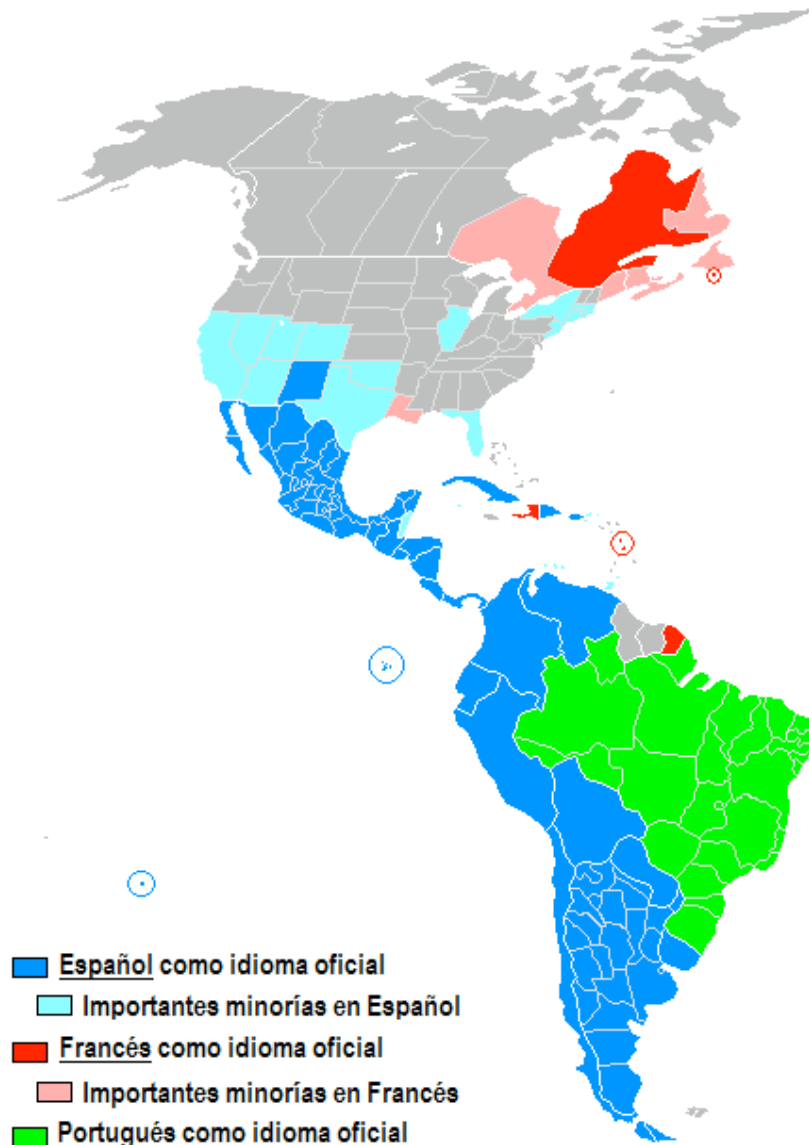 Español como idioma oficial
Importantes minorías en Español
Francés como idioma oficial
Importantes minorías en Francés
Portugués como idioma oficial